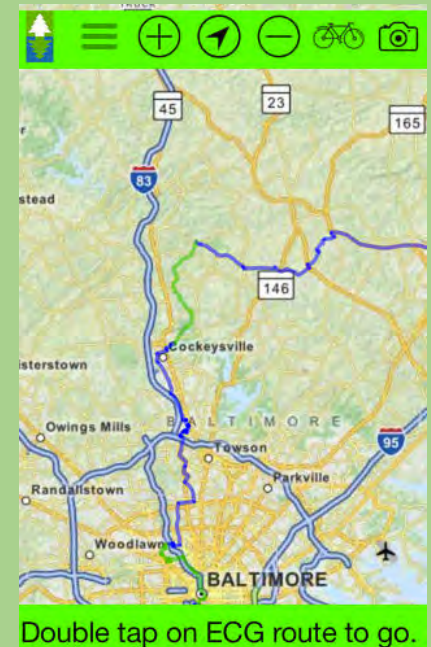 TRUCK
45
23
165
83
stead
146
Cockeysville
isterstown
BALTIMORE
Owings Mills
95
Towson
Parkville
Randallstown
Woodlawn
BALTIMORE
Double tap on ECG route to go.